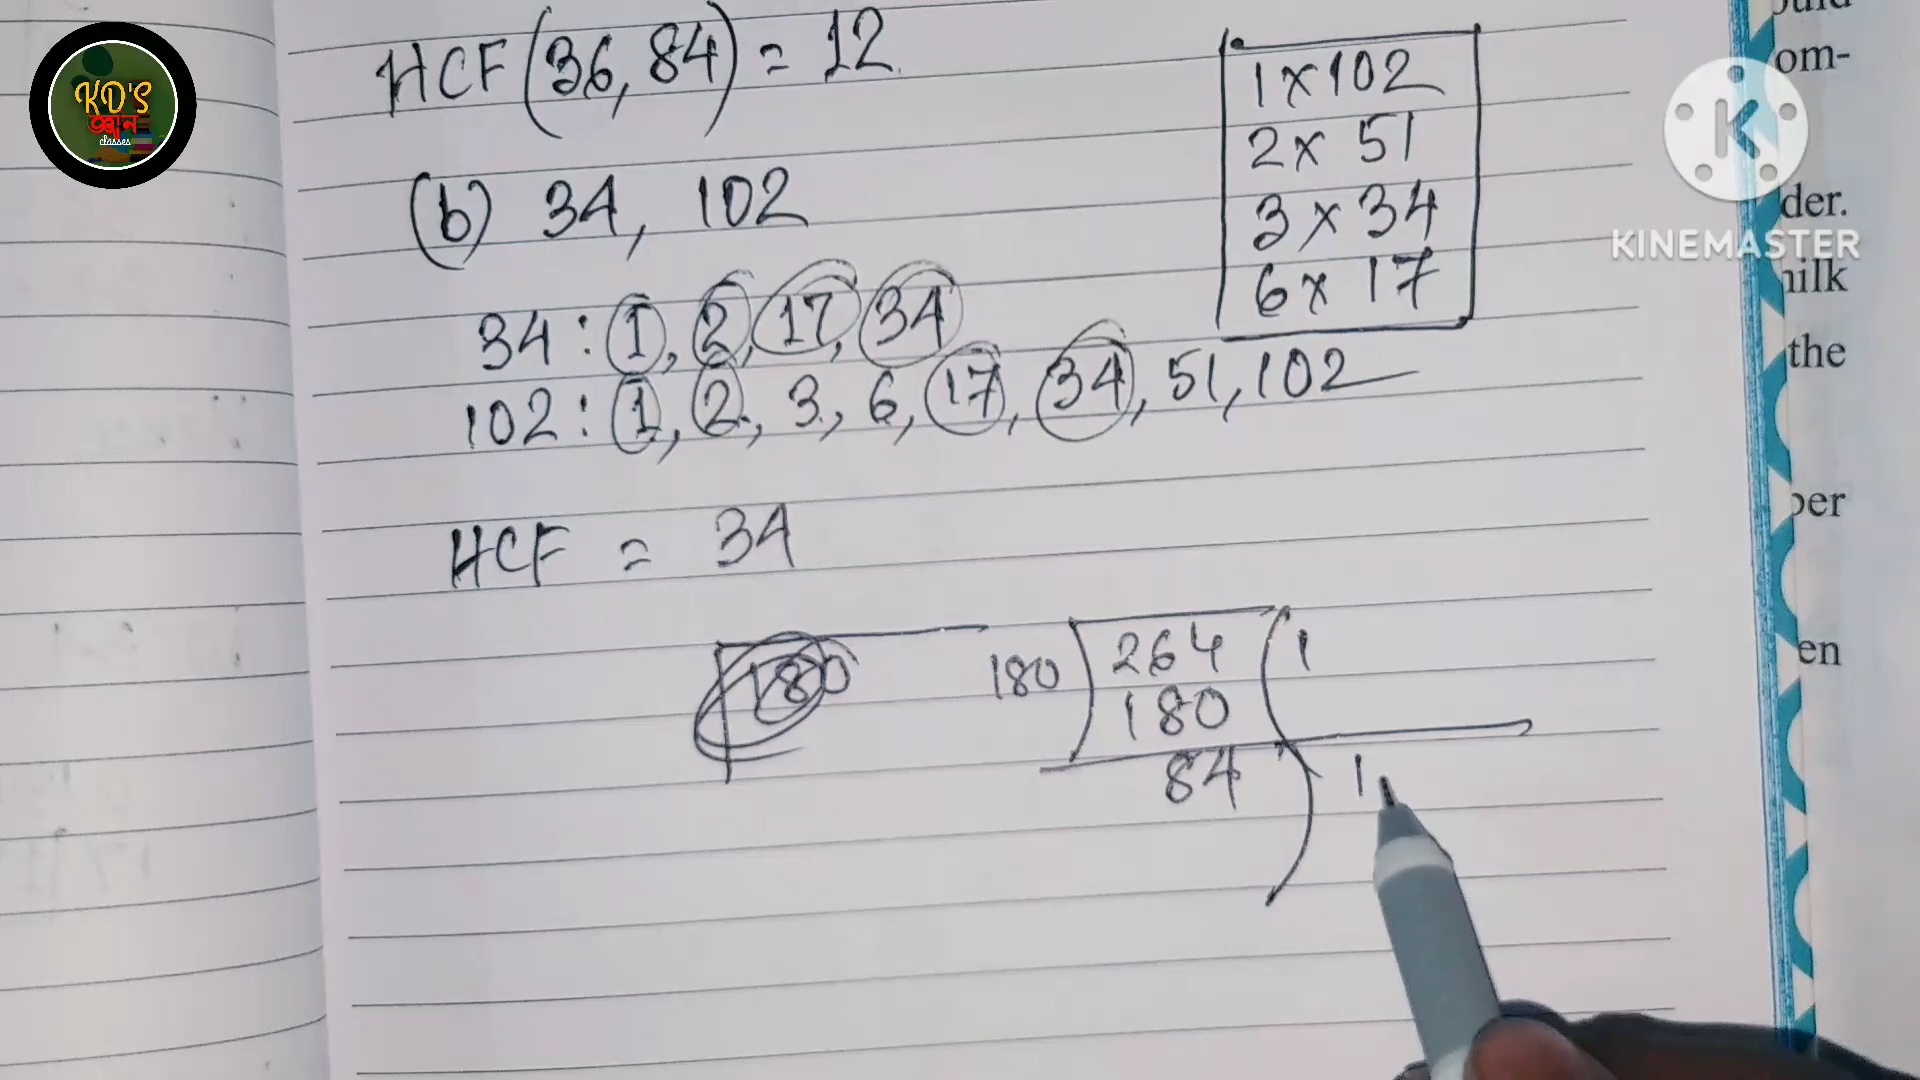 KD'S
জ্ঞান
classes
HCF (36, 84) = 12
(b) 34, 102
34 : 1, 2, 17, 34
102 : 1, 2, 3, 6, 17, 34, 51, 102
HCF = 34
1 x 102
2 x 51
3 x 34
6 x 17
180
180 ) 264 ( 1
180
84 ) 1
K
KINEMASTER
om-
der.
nilk
the
per
en